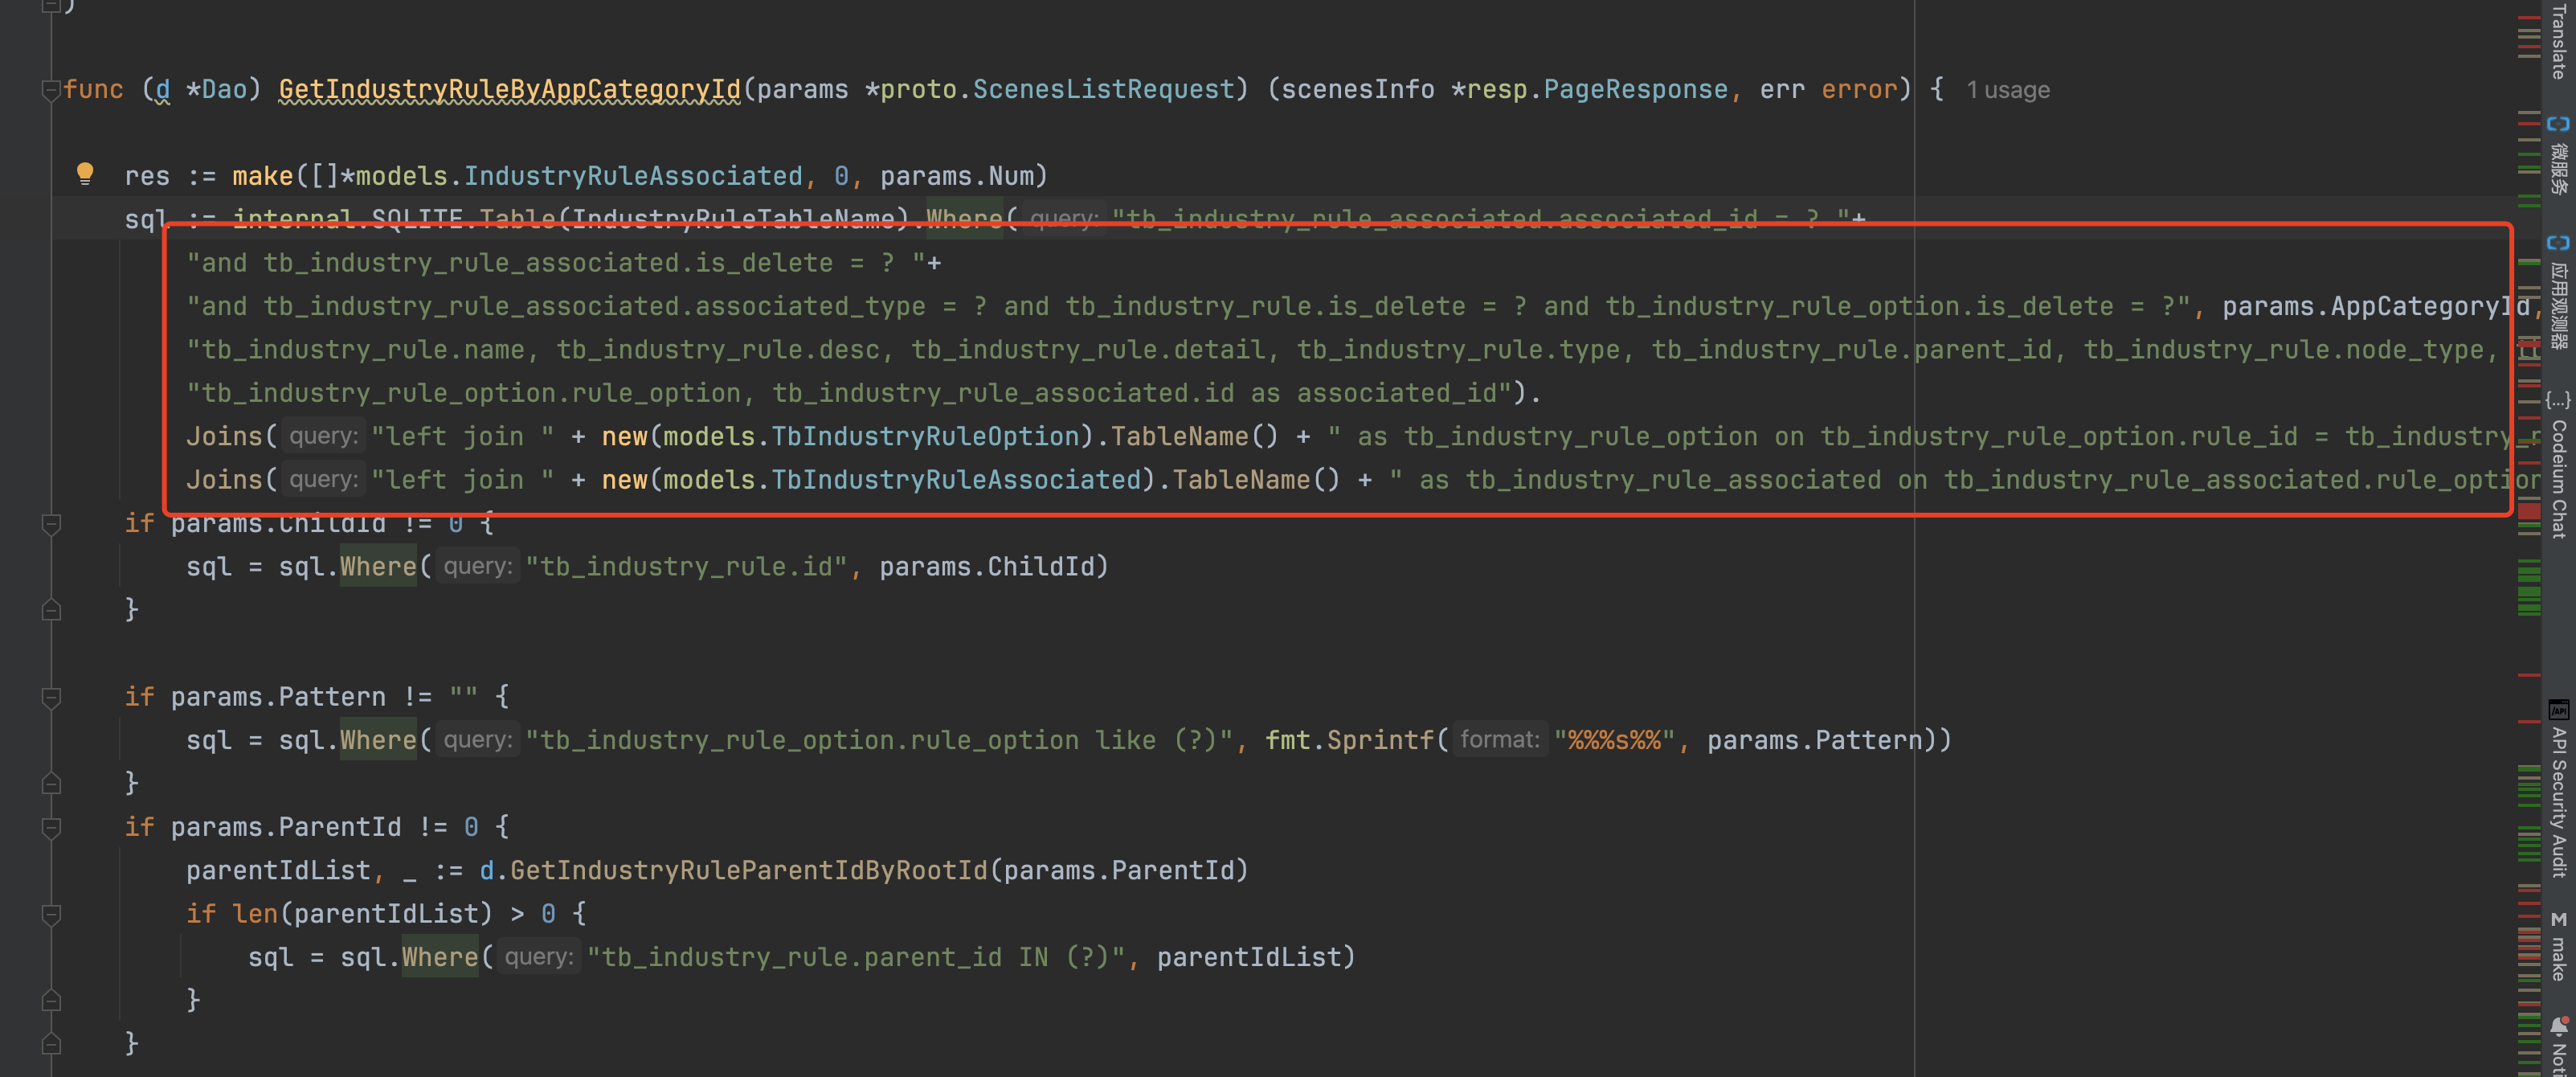 )
func (d *Dao) GetIndustryRuleByAppCategoryId(params *proto.ScenesListRequest) (scenesInfo *resp.PageResponse, err error) { 1 usage
res := make([]*models.IndustryRuleAssociated, 0, params.Num)
sql := internal.SQLITE.Table(IndustryRuleTableName).Where( query: "tb_industry_rule_associated.associated_id = ? "+
"and tb_industry_rule_associated.is_delete = ? "+
"and tb_industry_rule_associated.associated_type = ? and tb_industry_rule.is_delete = ? and tb_industry_rule_option.is_delete = ?", params.AppCategoryId,
"tb_industry_rule.name, tb_industry_rule.desc, tb_industry_rule.detail, tb_industry_rule.type, tb_industry_rule.parent_id, tb_industry_rule.node_type,
"tb_industry_rule_option.rule_option, tb_industry_rule_associated.id as associated_id").
Joins( query: "left join " + new(models.TbIndustryRuleOption).TableName() + " as tb_industry_rule_option on tb_industry_rule_option.rule_id = tb_industry_
Joins( query: "left join " + new(models.TbIndustryRuleAssociated).TableName() + " as tb_industry_rule_associated on tb_industry_rule_associated.rule_option
if params.ChildId != 0 {
sql = sql.Where( query: "tb_industry_rule.id", params.ChildId)
}
if params.Pattern != "" {
sql = sql.Where( query: "tb_industry_rule_option.rule_option like (?)", fmt.Sprintf( format: "%%%s%%", params.Pattern))
}
if params.ParentId != 0 {
parentIdList, _ := d.GetIndustryRuleParentIdByRootId(params.ParentId)
if len(parentIdList) > 0 {
sql = sql.Where( query: "tb_industry_rule.parent_id IN (?)", parentIdList)
}
}
Translate
微服务
应用观测器
{...} Codeium Chat
API Security Audit
M make
Noti